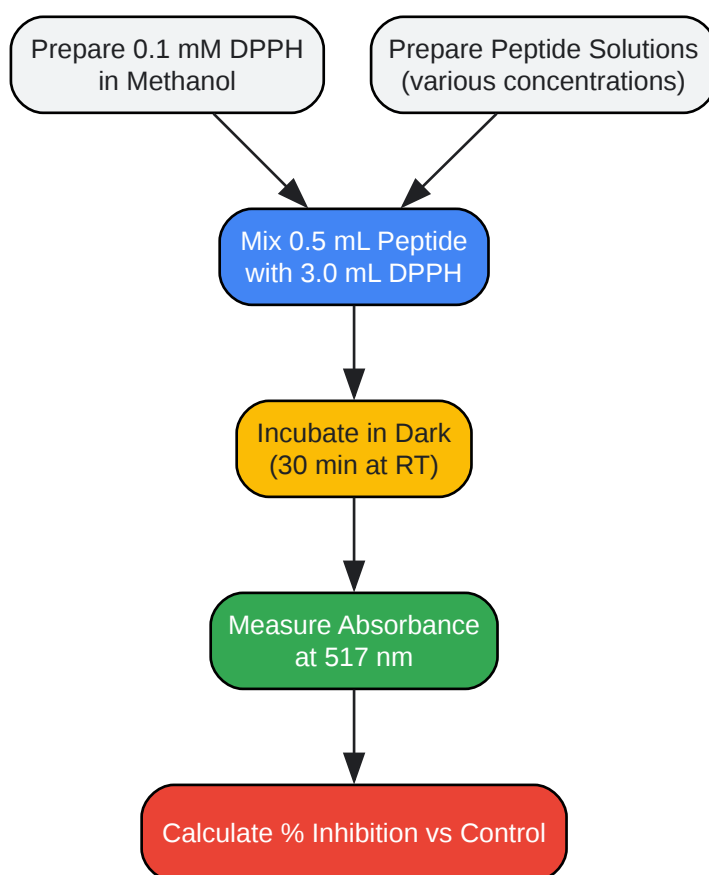 Prepare 0.1 mM DPPH
in Methanol
Prepare Peptide Solutions
(various concentrations)
Mix 0.5 mL Peptide
with 3.0 mL DPPH
Incubate in Dark
(30 min at RT)
Measure Absorbance
at 517 nm
Calculate % Inhibition vs Control